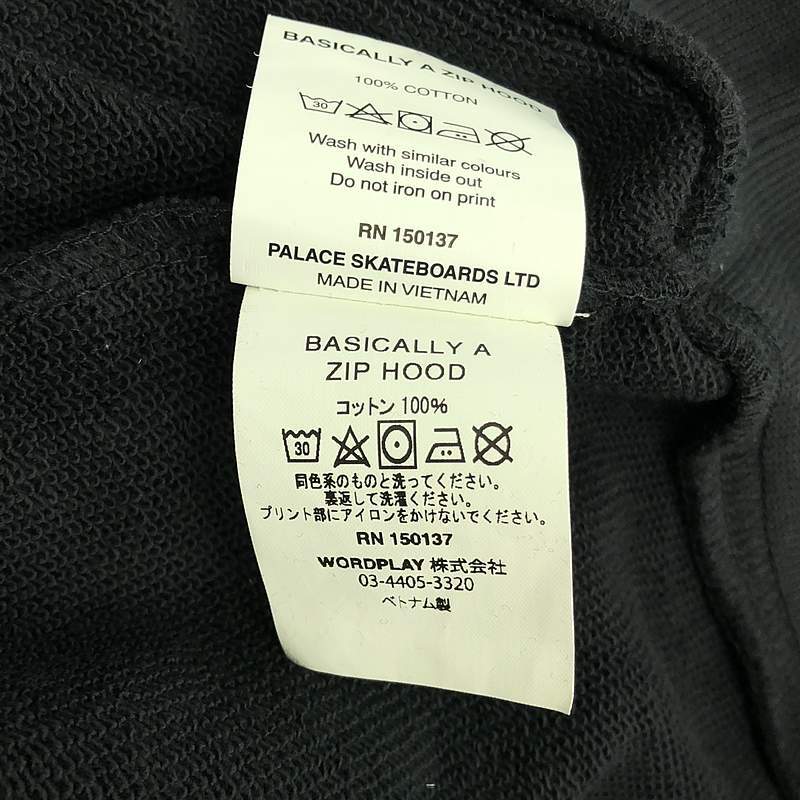 BASICALLY A ZIP HOOD
100% COTTON
30
Wash with similar colours
Wash inside out
Do not iron on print
RN 150137
PALACE SKATEBOARDS LTD
MADE IN VIETNAM
BASICALLY A
ZIP HOOD
コットン 100%
30
同色系のものと洗ってください。
裏返して洗濯ください。
プリント部にアイロンをかけないでください。
RN 150137
WORDPLAY 株式会社
03-4405-3320
ベトナム製